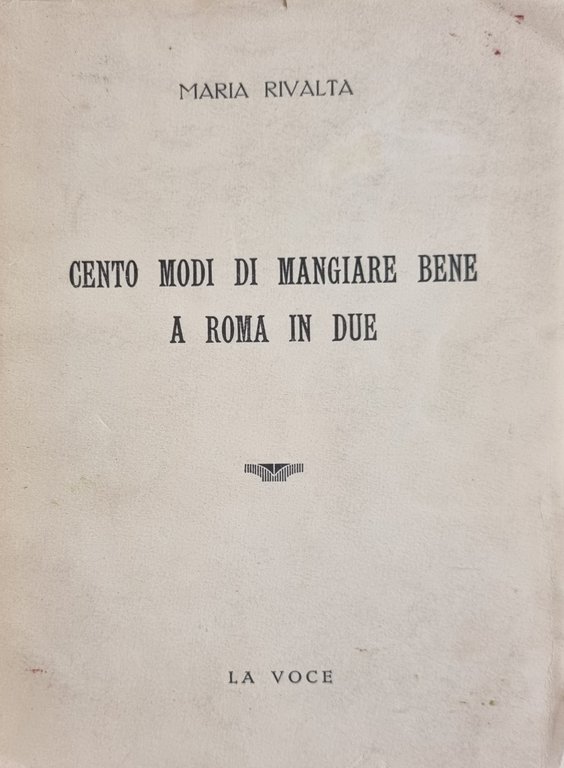 MARIA RIVALTA
CENTO MODI DI MANGIARE BENE
A ROMA IN DUE
LA VOCE